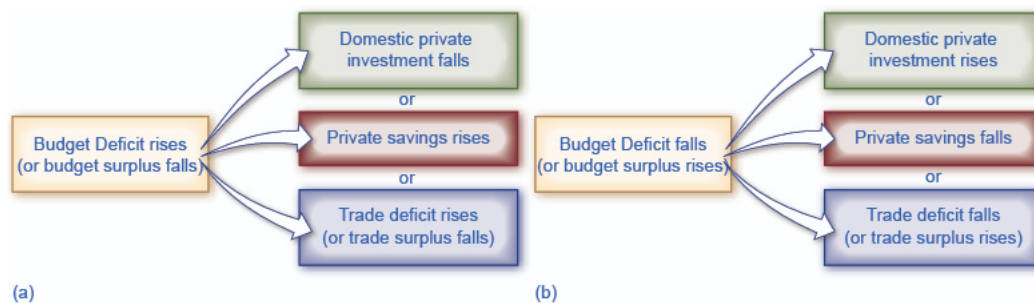 Budget Deficit rises
(or budget surplus falls)
Domestic private
investment falls
or
Private savings rises
or
Trade deficit rises
(or trade surplus falls)
(a)
Budget Deficit falls
(or budget surplus rises)
Domestic private
investment rises
or
Private savings falls
or
Trade deficit falls
(or trade surplus rises)
(b)